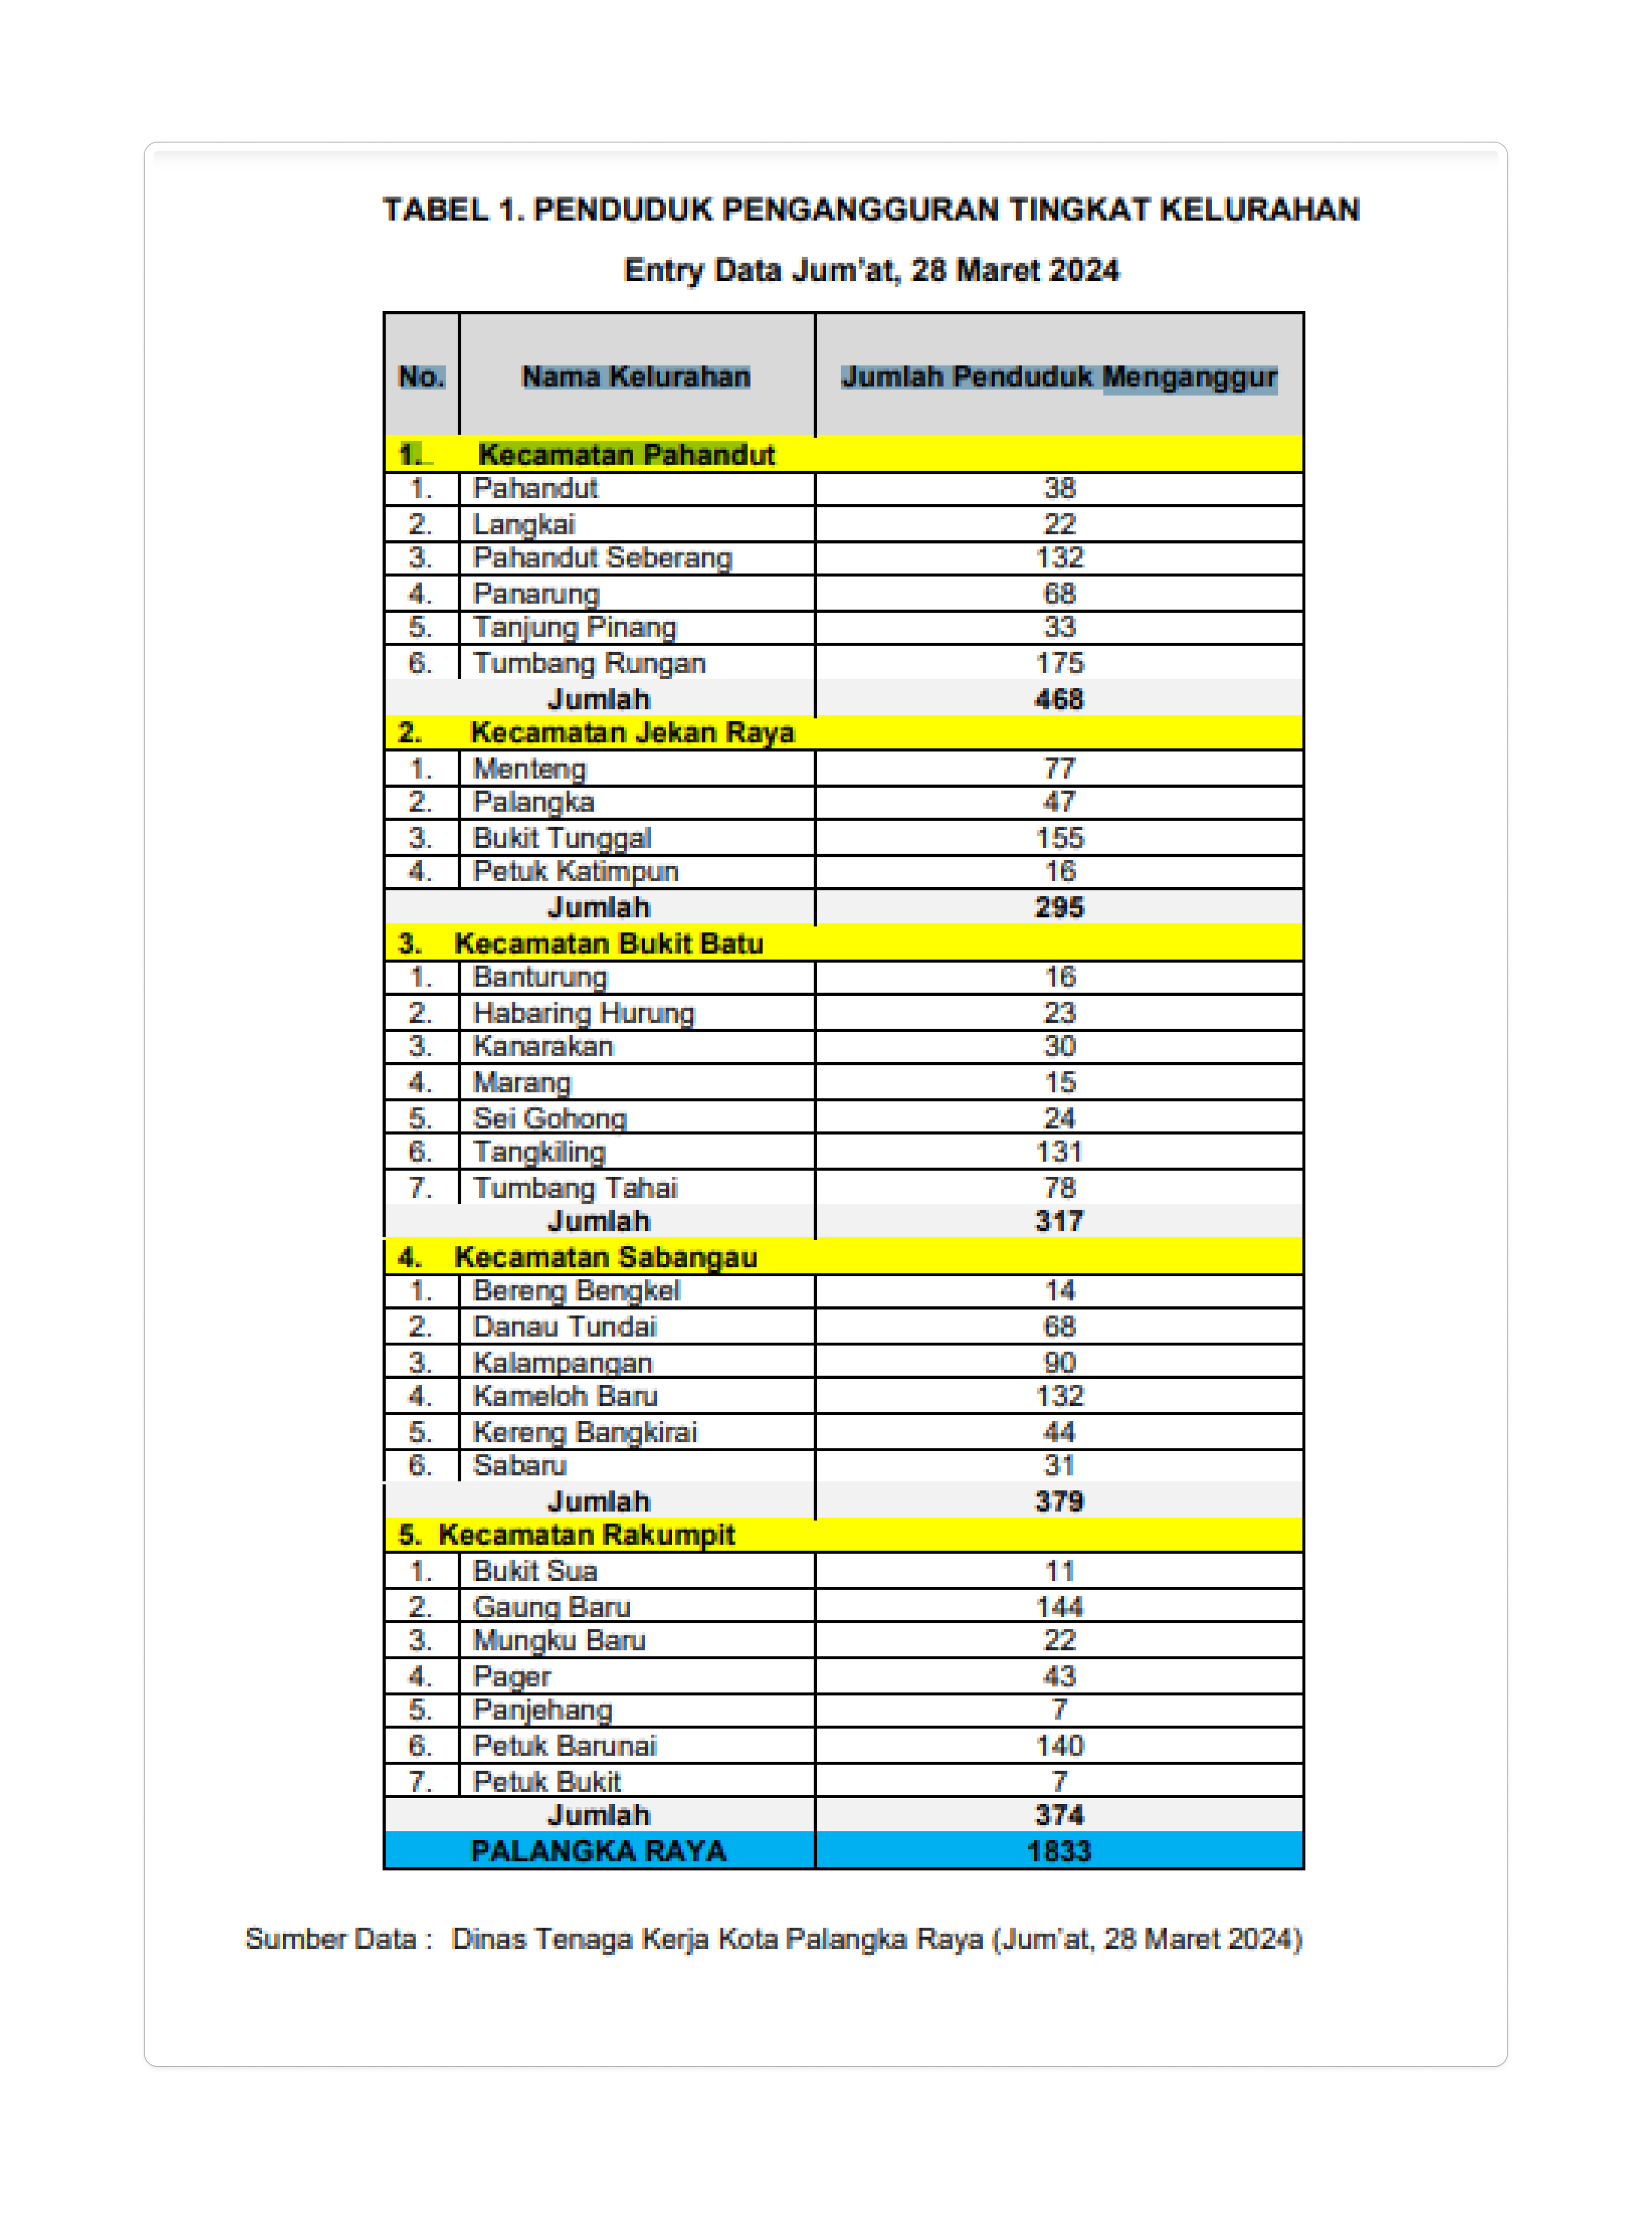 TABEL 1. PENDUDUK PENGANGGURAN TINGKAT KELURAHAN
Entry Data Jum'at, 28 Maret 2024
No. Nama Kelurahan Jumlah Penduduk Menganggur
1. Kecamatan Pahandut
1. Pahandut 38
2. Langkai 22
3. Pahandut Seberang 132
4. Panarung 68
5. Tanjung Pinang 33
6. Tumbang Rungan 175
Jumlah 468
2. Kecamatan Jekan Raya
1. Menteng 77
2. Palangka 47
3. Bukit Tunggal 155
4. Petuk Katimpun 16
Jumlah 295
3. Kecamatan Bukit Batu
1. Banturung 16
2. Habaring Hurung 23
3. Kanarakan 30
4. Marang 15
5. Sei Gohong 24
6. Tangkiling 131
7. Tumbang Tahai 78
Jumlah 317
4. Kecamatan Sabangau
1. Bereng Bengkel 14
2. Danau Tundai 68
3. Kalampangan 90
4. Kameloh Baru 132
5. Kereng Bangkirai 44
6. Sabaru 31
Jumlah 379
5. Kecamatan Rakumpit
1. Bukit Sua 11
2. Gaung Baru 144
3. Mungku Baru 22
4. Pager 43
5. Panjehang 7
6. Petuk Barunai 140
7. Petuk Bukit 7
Jumlah 374
PALANGKA RAYA 1833
Sumber Data : Dinas Tenaga Kerja Kota Palangka Raya (Jum'at, 28 Maret 2024)